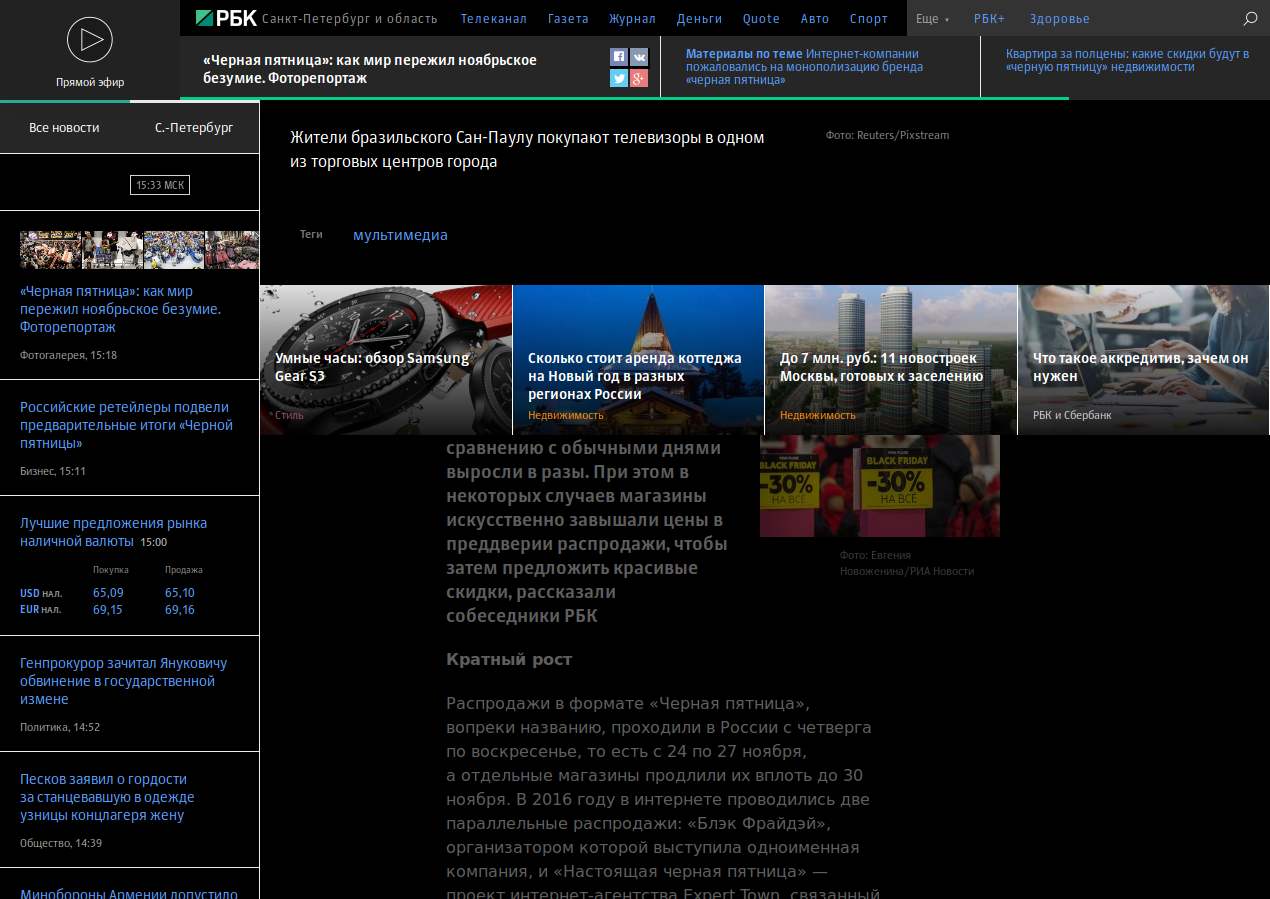 РБК Санкт-Петербург и область Телеканал Газета Журнал Деньги Quote Авто Спорт Еще РБК+ Здоровье
Прямой эфир
«Черная пятница»: как мир пережил ноябрьское
безумие. Фоторепортаж
Материалы по теме Интернет-компании
пожаловались на монополизацию бренда
«черная пятница»
Квартира за полцены: какие скидки будут в
«черную пятницу» недвижимости
Все новости С.-Петербург
15:33 МСК
«Черная пятница»: как мир
пережил ноябрьское безумие.
Фоторепортаж
Фотогалерея, 15:18
Российские ретейлеры подвели
предварительные итоги «Черной
пятницы»
Бизнес, 15:11
Лучшие предложения рынка
наличной валюты 15:00
Покупка Продажа
USD НАЛ. 65,09 65,10
EUR НАЛ. 69,15 69,16
Генпрокурор зачитал Януковичу
обвинение в государственной
измене
Политика, 14:52
Песков заявил о гордости
за станцевавшую в одежде
узницы концлагеря жену
Общество, 14:39
Минобороны Армении допустило
Жители бразильского Сан-Паулу покупают телевизоры в одном
из торговых центров города
Фото: Reuters/Pixstream
Теги мультимедиа
Умные часы: обзор Samsung
Gear S3
Стиль
Сколько стоит аренда коттеджа
на Новый год в разных
регионах России
Недвижимость
До 7 млн. руб.: 11 новостроек
Москвы, готовых к заселению
Недвижимость
Что такое аккредитив, зачем он
нужен
РБК и Сбербанк
сравнению с обычными днями
выросли в разы. При этом в
некоторых случаев магазины
искусственно завышали цены в
преддверии распродажи, чтобы
затем предложить красивые
скидки, рассказали
собеседники РБК
BLACK FRIDAY
-30%
НА ВСЕ
BLACK FRIDAY
-30%
НА ВСЕ
Фото: Евгения
Новоженина/РИА Новости
Кратный рост
Распродажи в формате «Черная пятница»,
вопреки названию, проходили в России с четверга
по воскресенье, то есть с 24 по 27 ноября,
а отдельные магазины продлили их вплоть до 30
ноября. В 2016 году в интернете проводились две
параллельные распродажи: «Блэк Фрайдэй»,
организатором которой выступила одноименная
компания, и «Настоящая черная пятница» —
проект интернет-агентства Expert Town, связанный